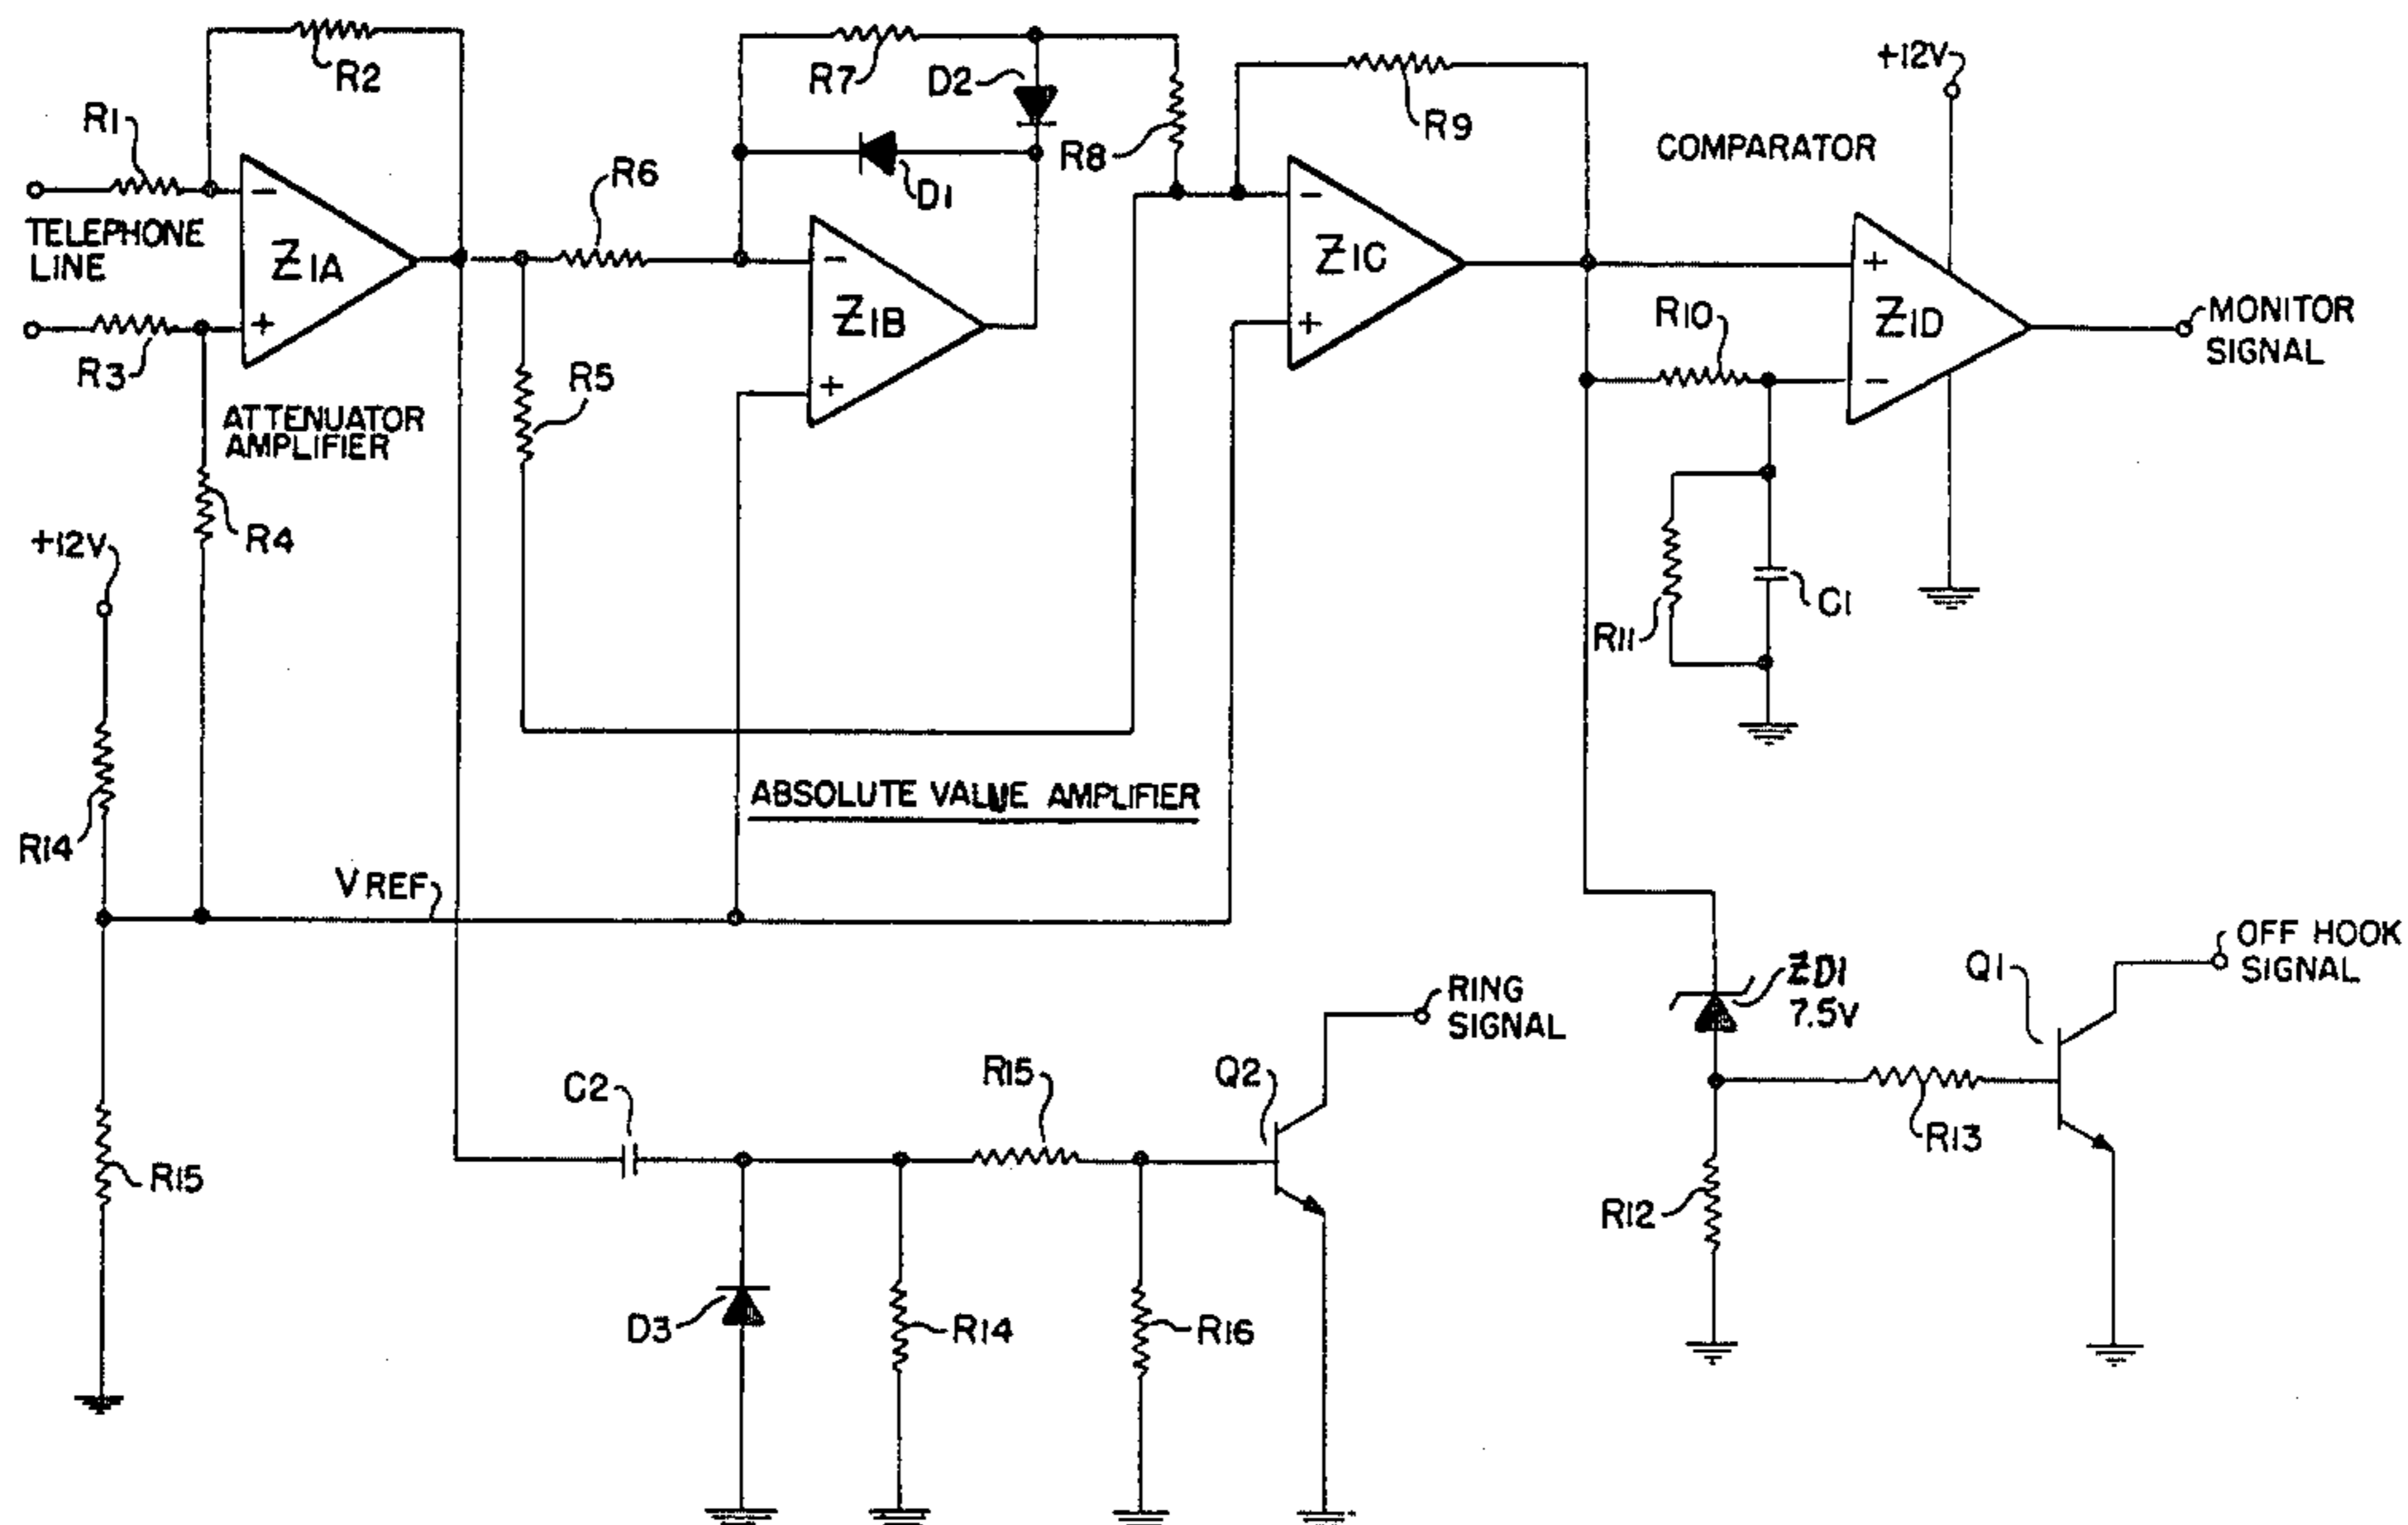 R2
R7
D2
+12V
R1
R9
COMPARATOR
R8
R6
D1
TELEPHONE
LINE
Z1A
-
+
Z1B
-
+
Z1C
-
+
Z1D
+
-
MONITOR
SIGNAL
R10
R3
R5
ATTENUATOR
AMPLIFIER
+12V
R4
C1
R11
ABSOLUTE VALUE AMPLIFIER
R14
VREF
OFF HOOK
SIGNAL
Q1
ZD1
7.5V
RING
SIGNAL
C2
R15
Q2
R13
R15
R12
D3
R14
R16